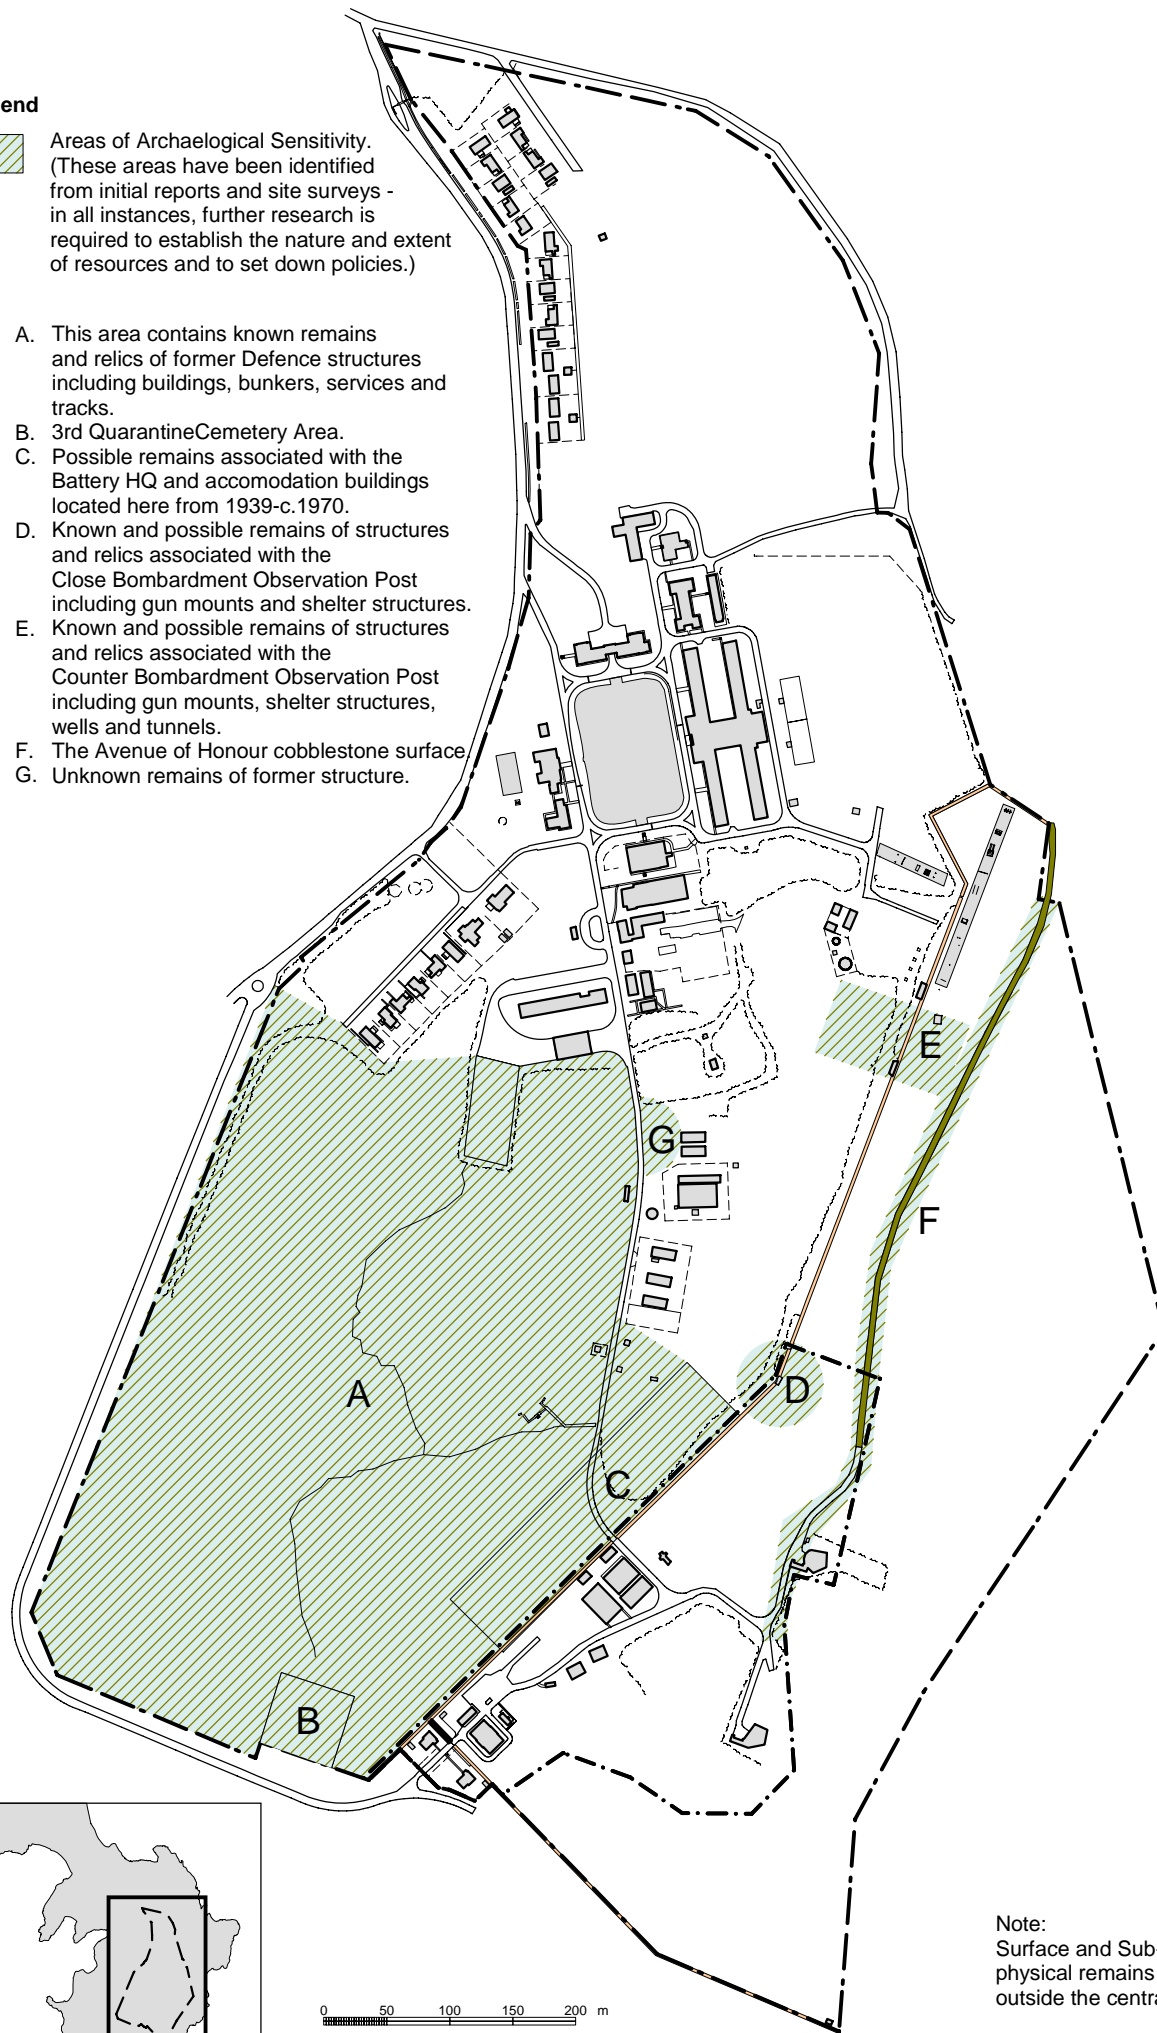 end
Areas of Archaelogical Sensitivity.
(These areas have been identified
from initial reports and site surveys -
in all instances, further research is
required to establish the nature and extent
of resources and to set down policies.)
A. This area contains known remains
and relics of former Defence structures
including buildings, bunkers, services and
tracks.
B. 3rd QuarantineCemetery Area.
C. Possible remains associated with the
Battery HQ and accomodation buildings
located here from 1939-c.1970.
D. Known and possible remains of structures
and relics associated with the
Close Bombardment Observation Post
including gun mounts and shelter structures.
E. Known and possible remains of structures
and relics associated with the
Counter Bombardment Observation Post
including gun mounts, shelter structures,
wells and tunnels.
F. The Avenue of Honour cobblestone surface.
G. Unknown remains of former structure.
E
G
F
D
A
C
B
Note:
Surface and Sub-
physical remains
outside the centra
0 50 100 150 200 m